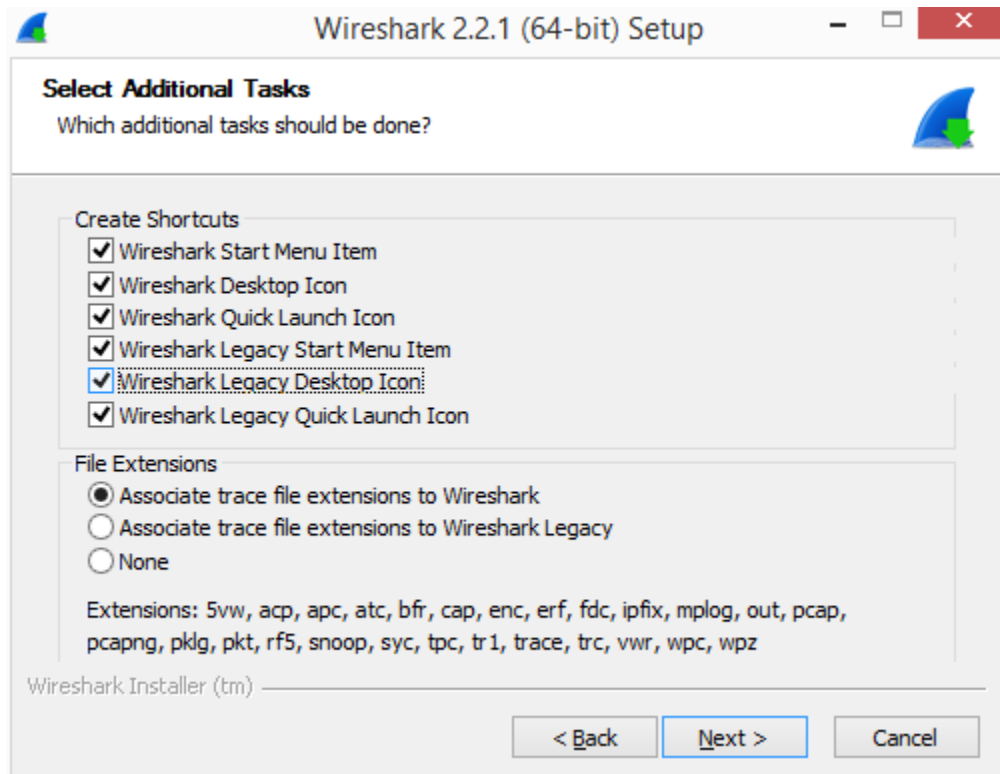 Wireshark 2.2.1 (64-bit) Setup
Select Additional Tasks
Which additional tasks should be done?
Create Shortcuts
Wireshark Start Menu Item
Wireshark Desktop Icon
Wireshark Quick Launch Icon
Wireshark Legacy Start Menu Item
Wireshark Legacy Desktop Icon
Wireshark Legacy Quick Launch Icon
File Extensions
Associate trace file extensions to Wireshark
Associate trace file extensions to Wireshark Legacy
None
Extensions: 5vw, acp, apc, atc, bfr, cap, enc, erf, fdc, ipfix, mplog, out, pcap,
pcapng, pklg, pkt, rf5, snoop, syc, tpc, tr1, trace, trc, vwr, wpc, wpz
Wireshark Installer (tm)
< Back Next > Cancel